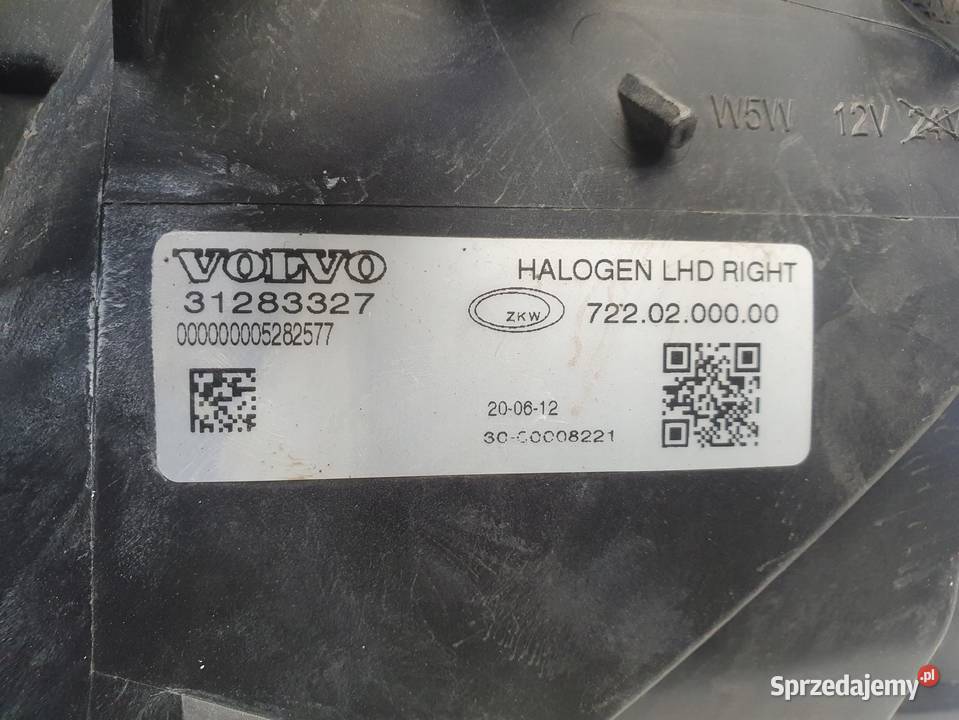 W5W 12V
VOLVO
31283327
000000005282577
HALOGEN LHD RIGHT
ZKW 722.02.000.00
20-06-12
Sprzedajemy.pl